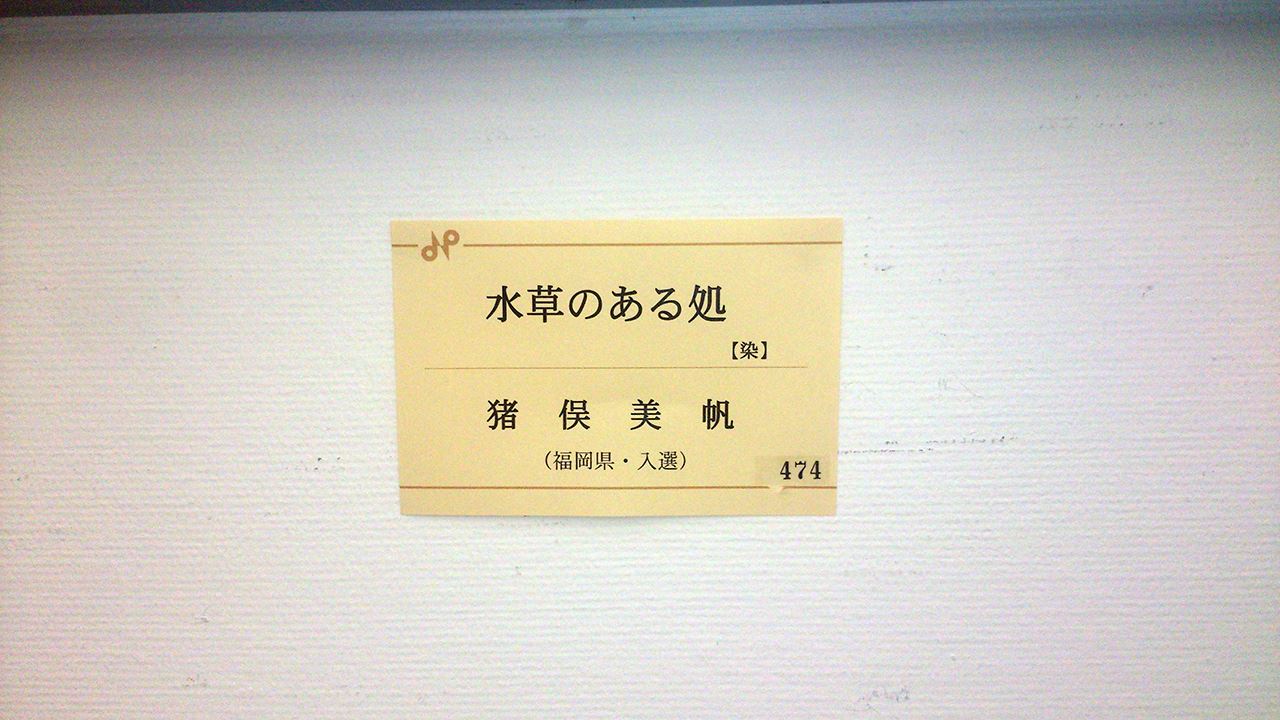 水草のある処
【染】
猪俣美帆
（福岡県・入選）
474